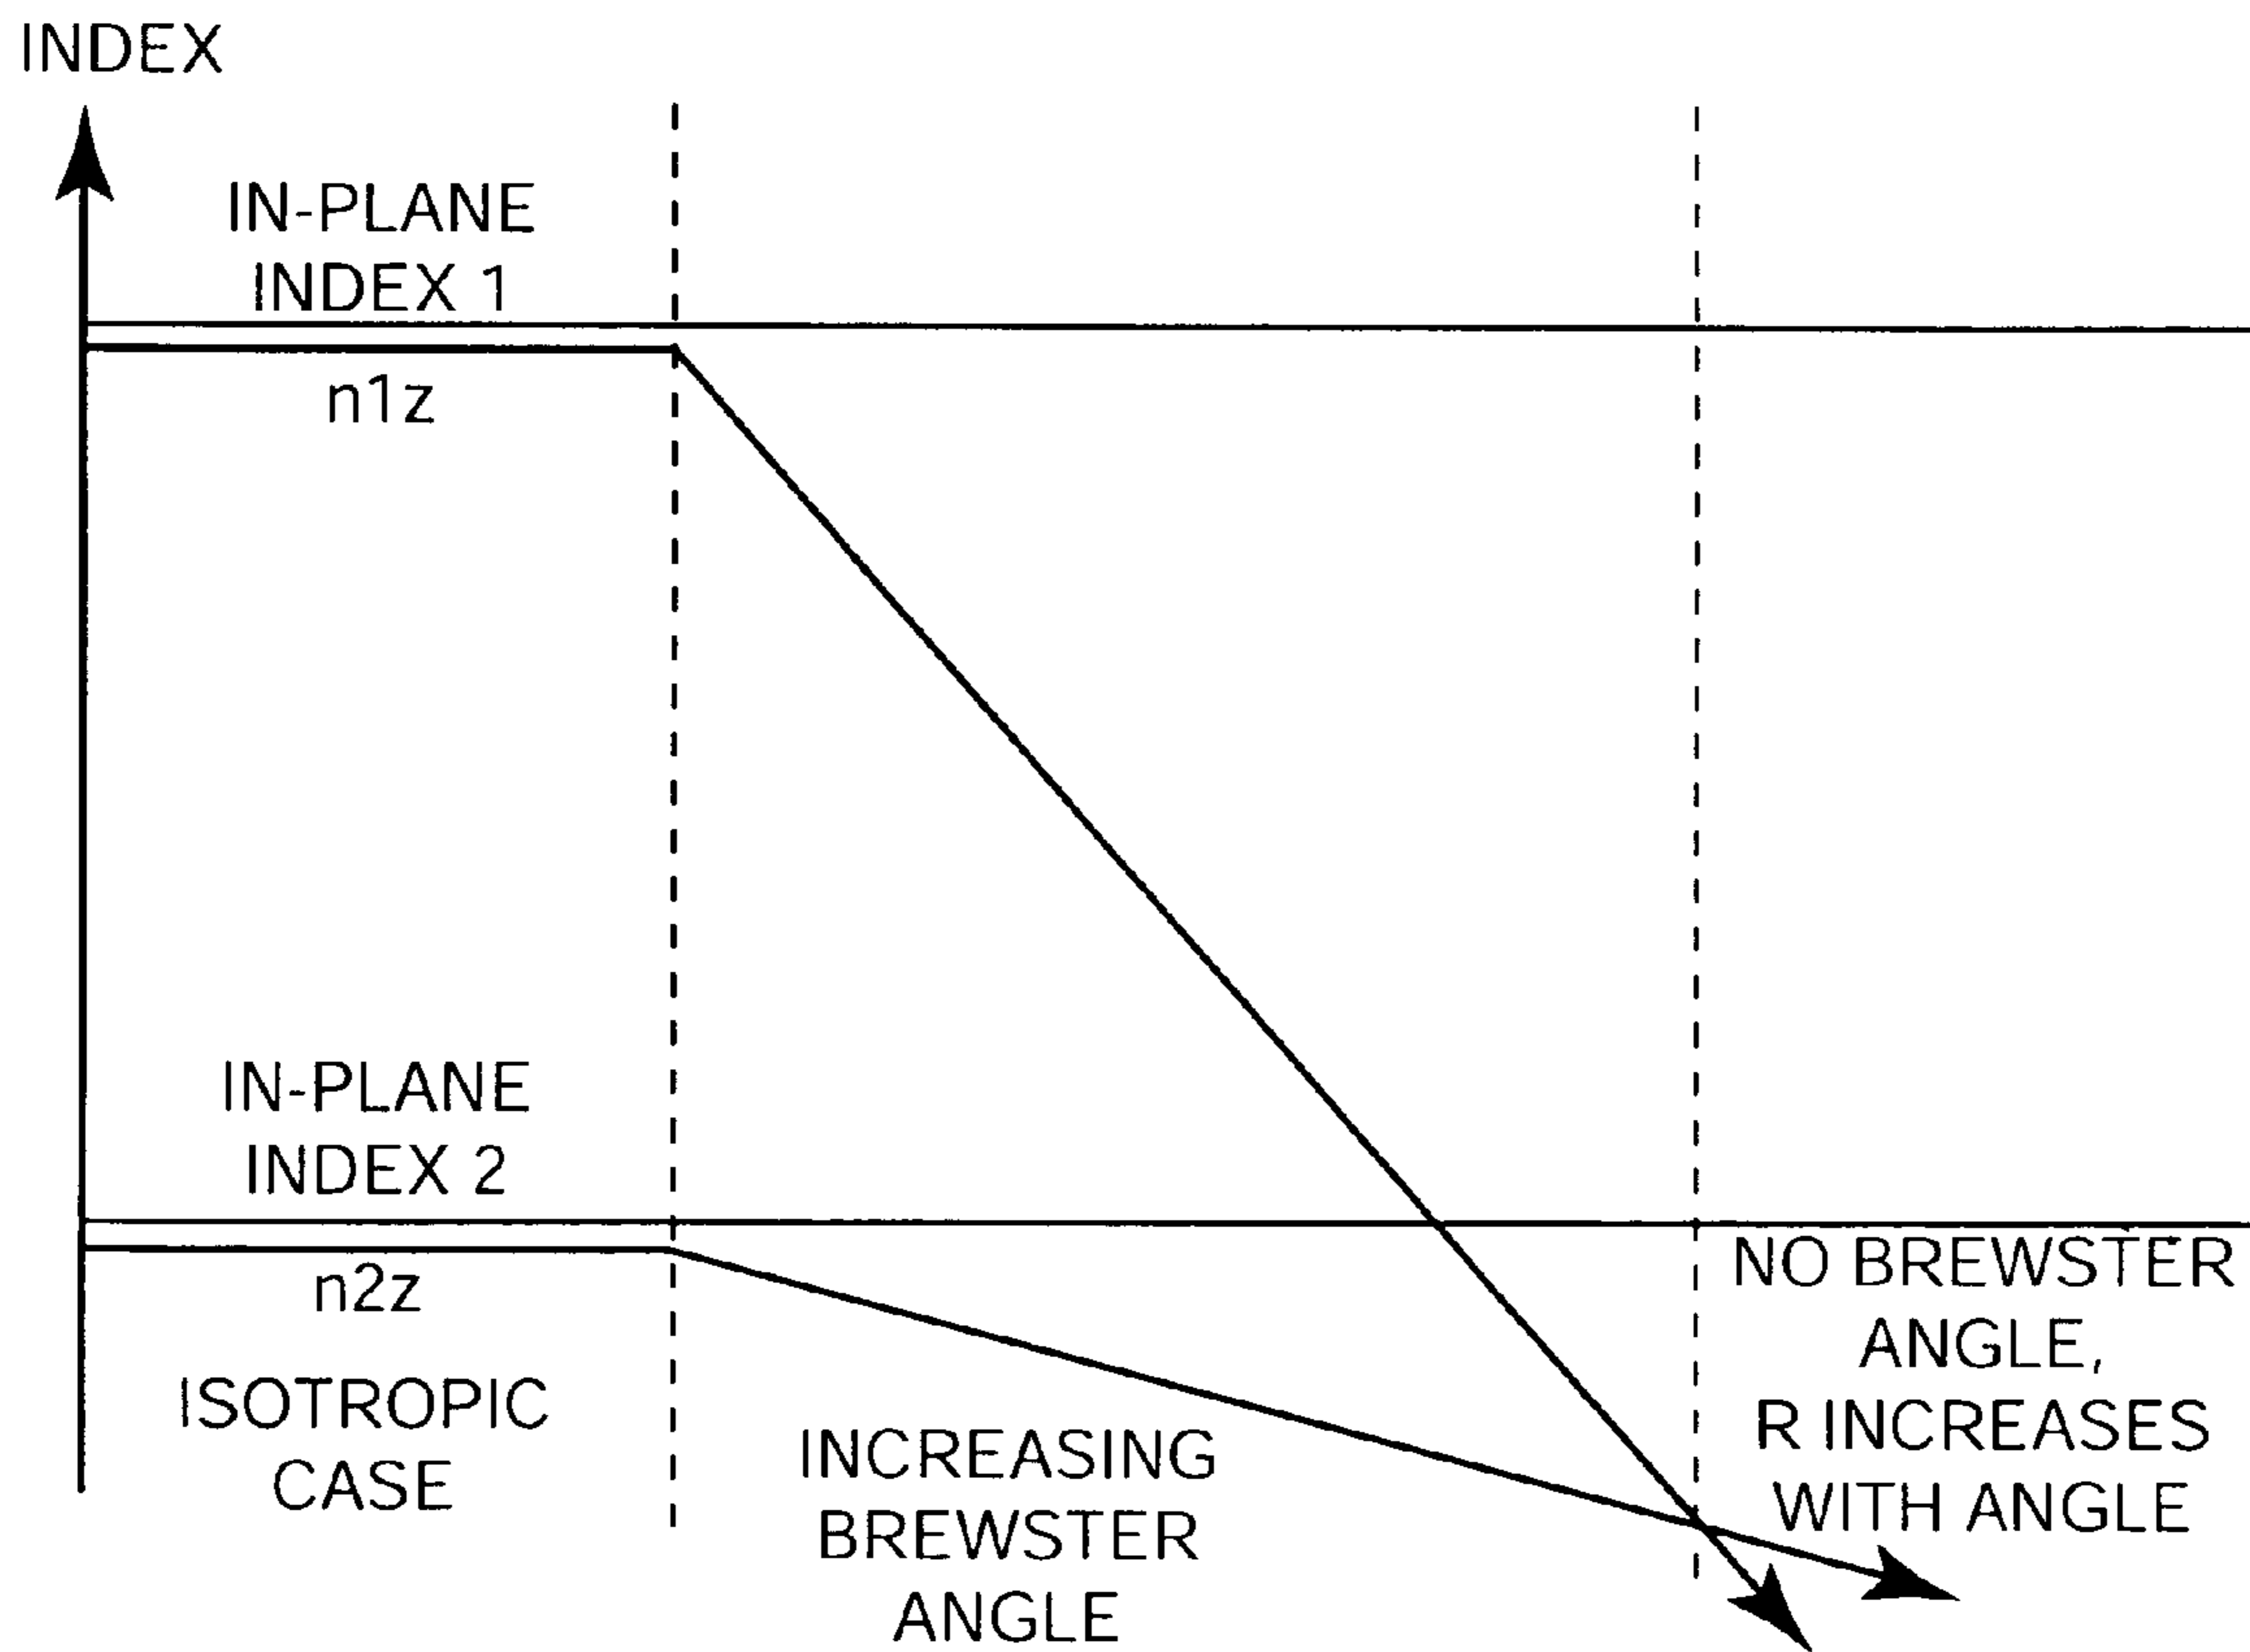 INDEX
IN-PLANE
INDEX 1
n1z
IN-PLANE
INDEX 2
n2z
ISOTROPIC
CASE
INCREASING
BREWSTER
ANGLE
NO BREWSTER
ANGLE,
R INCREASES
WITH ANGLE